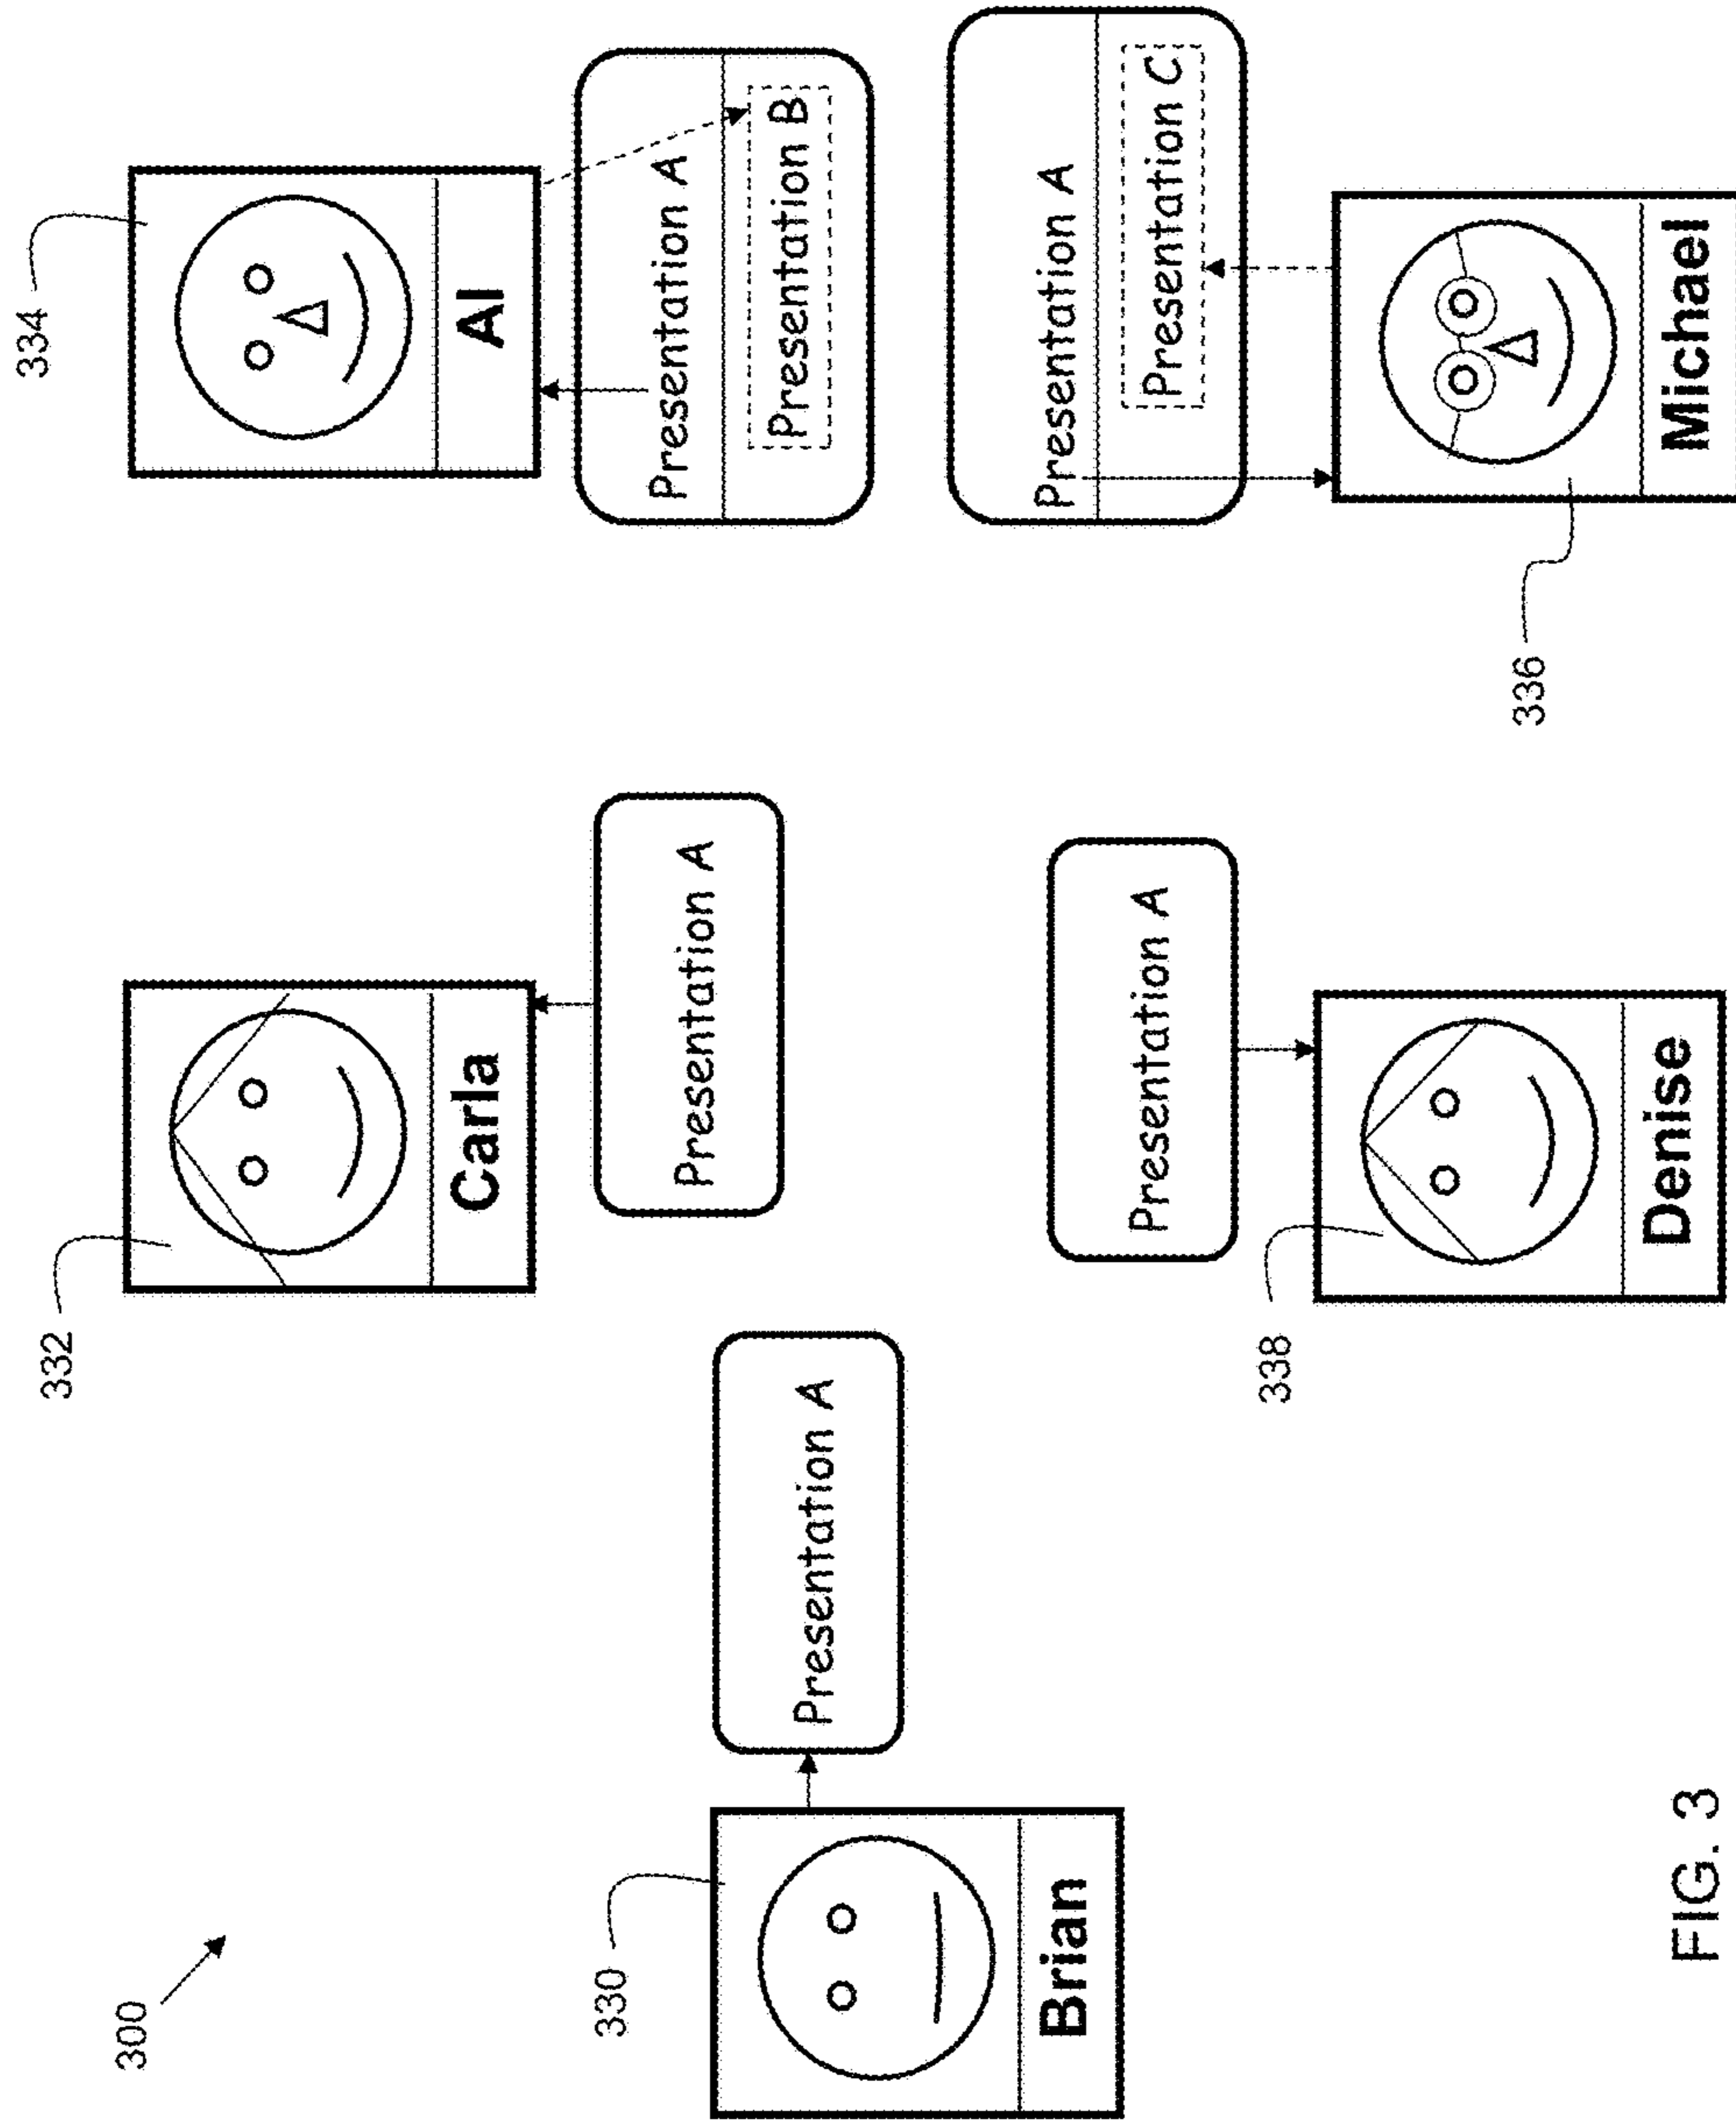 300
330
Brian
Presentation A
332
Carla
Presentation A
338
Presentation A
Denise
334
Al
Presentation A
Presentation B
336
Presentation A
Presentation C
Michael
FIG. 3